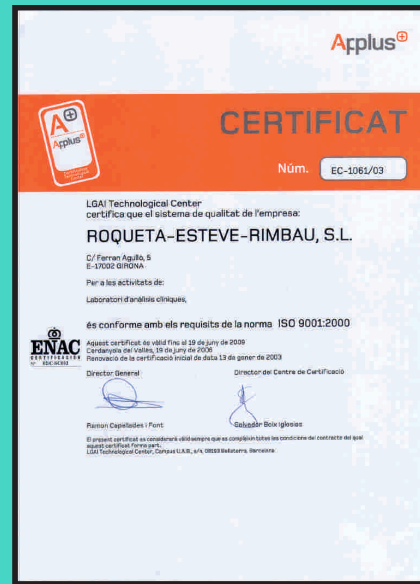 Applus⊕
A⊕
Applus⊕
CERTIFICAT
Núm. EC-1061/03
LGAI Technological Center
certifica que el sistema de qualitat de l'empresa:
ROQUETA-ESTEVE-RIMBAU, S.L.
C/ Ferran Agulló, 5
E-17002 GIRONA
Per a les activitats de:
Laboratori d'anàlisis clíniques,
és conforme amb els requisits de la norma ISO 9001:2000
ENAC
CERTIFICACIÓN
Aquest certificat és vàlid fins el 19 de juny de 2009
Cerdanyola del Vallès, 19 de juny de 2006
Renovació de la certificació inicial de data 13 de gener de 2003
Director General
Director del Centre de Certificació
Ramon Capellades i Font
Salvador Boix Iglesias
El present certificat es considerarà vàlid sempre que es compleixin totes les condicions del contracte del qual
aquest certificat forma part.
LGAI Technological Center, Campus U.A.B., s/n, 08193 Bellaterra, Barcelona